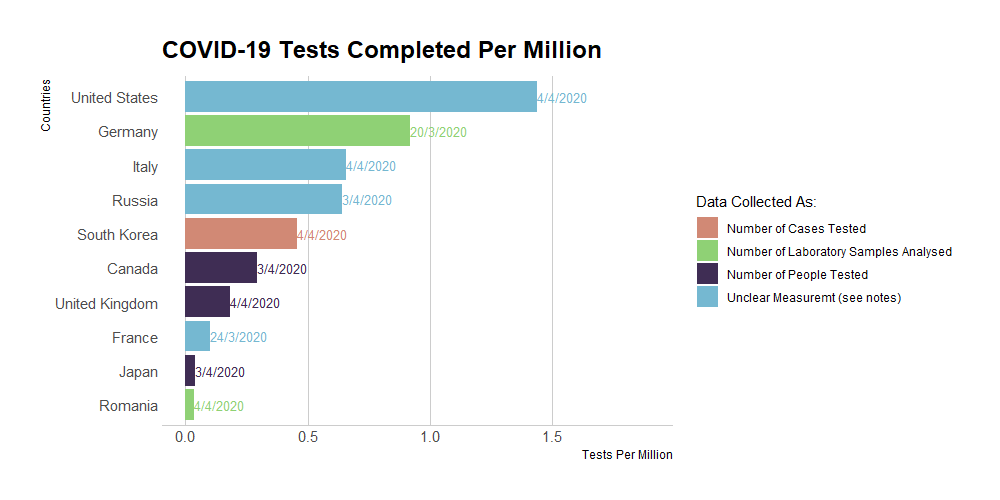 COVID-19 Tests Completed Per Million
Countries
United States 4/4/2020
Germany 20/3/2020
Italy 4/4/2020
Russia 3/4/2020
South Korea 4/4/2020
Canada 3/4/2020
United Kingdom 4/4/2020
France 24/3/2020
Japan 3/4/2020
Romania 4/4/2020
0.0 0.5 1.0 1.5
Tests Per Million
Data Collected As:
Number of Cases Tested
Number of Laboratory Samples Analysed
Number of People Tested
Unclear Measuremt (see notes)